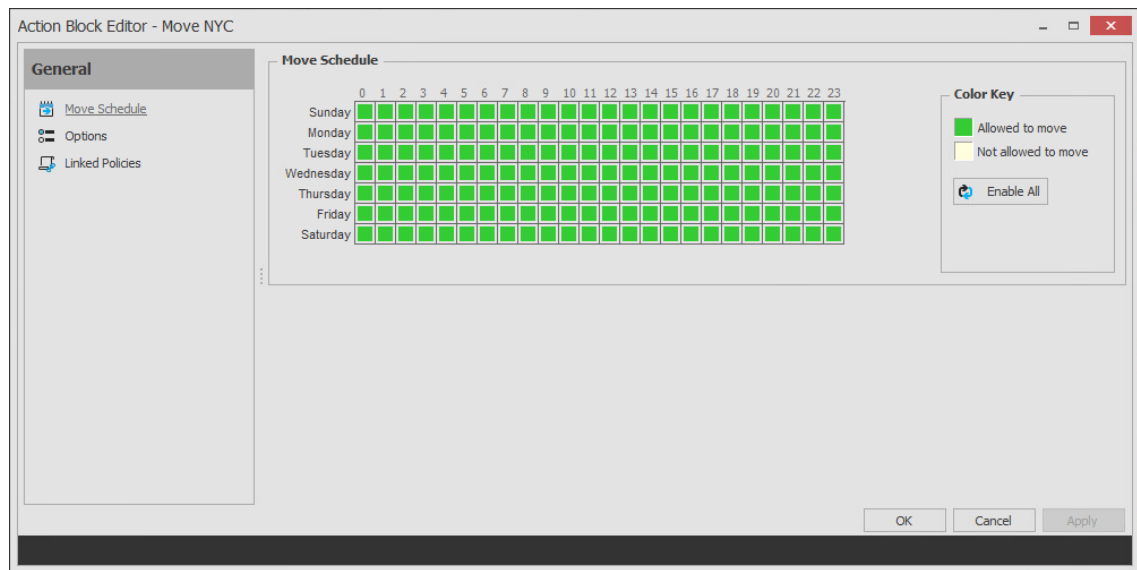 Action Block Editor - Move NYC
General
Move Schedule
Options
Linked Policies
Move Schedule
0 1 2 3 4 5 6 7 8 9 10 11 12 13 14 15 16 17 18 19 20 21 22 23
Sunday
Monday
Tuesday
Wednesday
Thursday
Friday
Saturday
Color Key
Allowed to move
Not allowed to move
Enable All
OK Cancel Apply